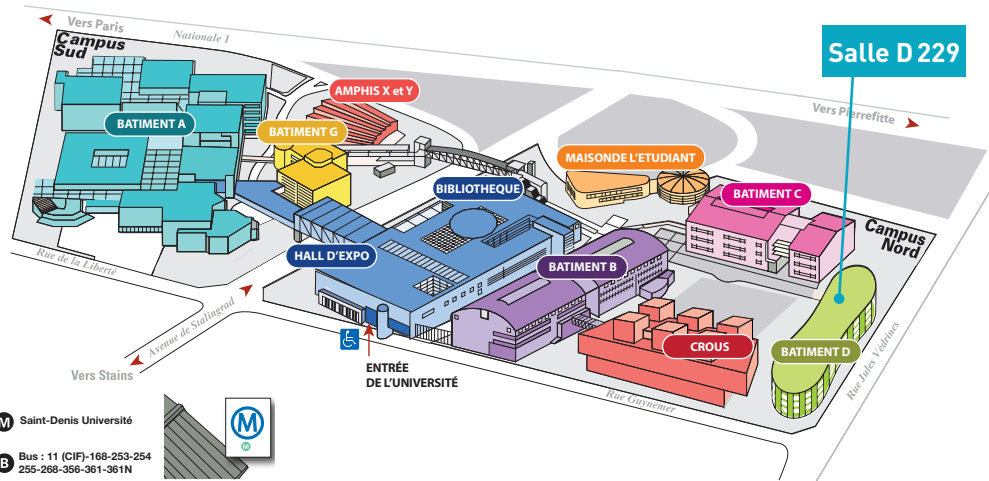 Vers Paris
Nationale 1
Campus
Sud
Salle D 229
AMPHIS X et Y
Vers Pierrefitte
BATIMENT A
BATIMENT G
MAISONDE L'ETUDIANT
BIBLIOTHEQUE
BATIMENT C
Campus
Nord
HALL D'EXPO
BATIMENT B
Rue de la Liberté
Avenue de Stalingrad
CROUS
BATIMENT D
Rue Jules Védrines
Vers Stains
ENTRÉE
DE L'UNIVERSITÉ
Rue Guynemer
M Saint-Denis Université
M
M
B Bus : 11 (CIF)-168-253-254
255-268-356-361-361N